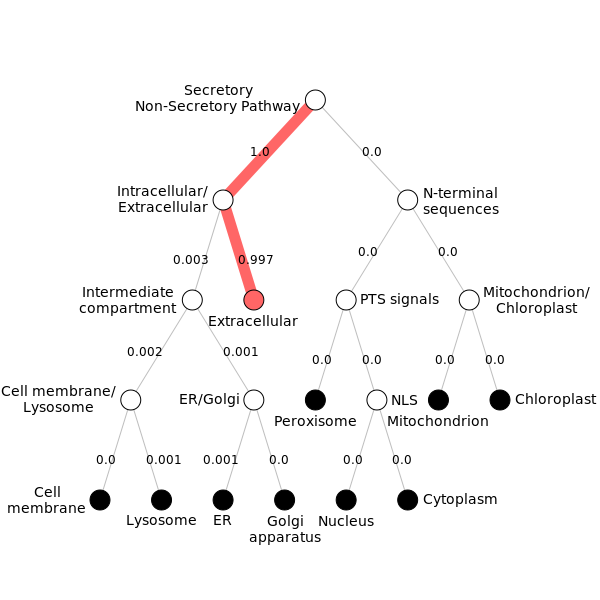 Secretory
Non-Secretory Pathway
1.0
0.0
Intracellular/
Extracellular
N-terminal
sequences
0.003
0.997
0.0
0.0
Intermediate
compartment
Extracellular
PTS signals
Mitochondrion/
Chloroplast
0.002
0.001
0.0
0.0
0.0
0.0
Cell membrane/
Lysosome
ER/Golgi
Peroxisome
NLS
Mitochondrion
Chloroplast
0.0
0.001
0.001
0.0
0.0
0.0
Cell
membrane
Lysosome
ER
Golgi
apparatus
Nucleus
Cytoplasm